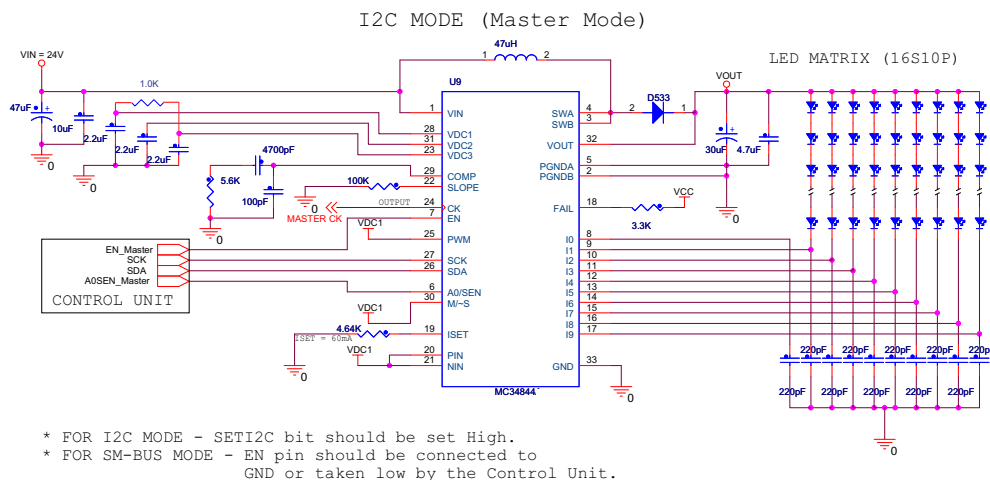 I2C MODE (Master Mode)
VIN = 24V
47uF
10uF
2.2uF
2.2uF
2.2uF
1.0K
5.6K
4700pF
100pF
100K
0
0
0
0
MASTER CK
OUTPUT
VDC1
EN_Master
SCK
SDA
A0SEN_Master
CONTROL UNIT
VDC1
4.64K
ISET = 60mA
VDC1
0
47uH
1
2
U9
1 VIN
28 VDC1
31 VDC2
23 VDC3
29 COMP
22 SLOPE
24 CK
7 EN
25 PWM
27 SCK
26 SDA
6 A0/SEN
30 M/~S
19 ISET
20 PIN
21 NIN
SWA 4
SWB 3
VOUT 32
PGNDA 5
PGNDB 2
FAIL 18
I0 8
I1 9
I2 10
I3 11
I4 12
I5 13
I6 14
I7 15
I8 16
I9 17
GND 33
MC34844
0
D533
2
1
VOUT
30uF
4.7uF
0
VCC
3.3K
LED MATRIX (16S10P)
220pF 220pF 220pF 220pF 220p
220pF 220pF 220pF 220pF
0
* FOR I2C MODE - SETI2C bit should be set High.
* FOR SM-BUS MODE - EN pin should be connected to
GND or taken low by the Control Unit.